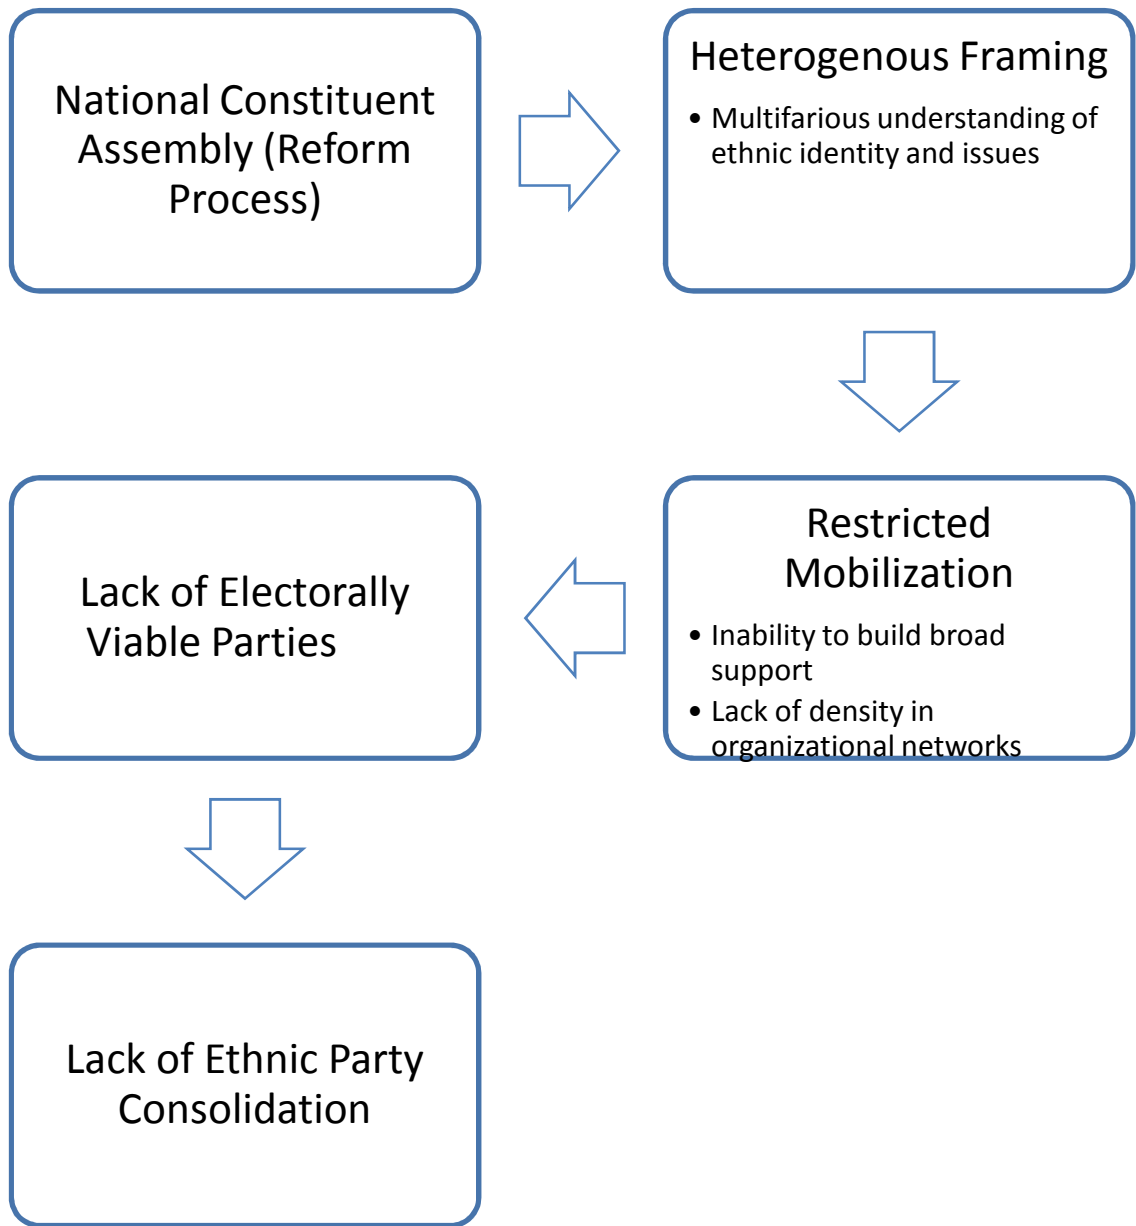 National Constituent
Assembly (Reform
Process)
Heterogenous Framing
• Multifarious understanding of
ethnic identity and issues
Restricted
Mobilization
• Inability to build broad
support
• Lack of density in
organizational networks
Lack of Electorally
Viable Parties
Lack of Ethnic Party
Consolidation